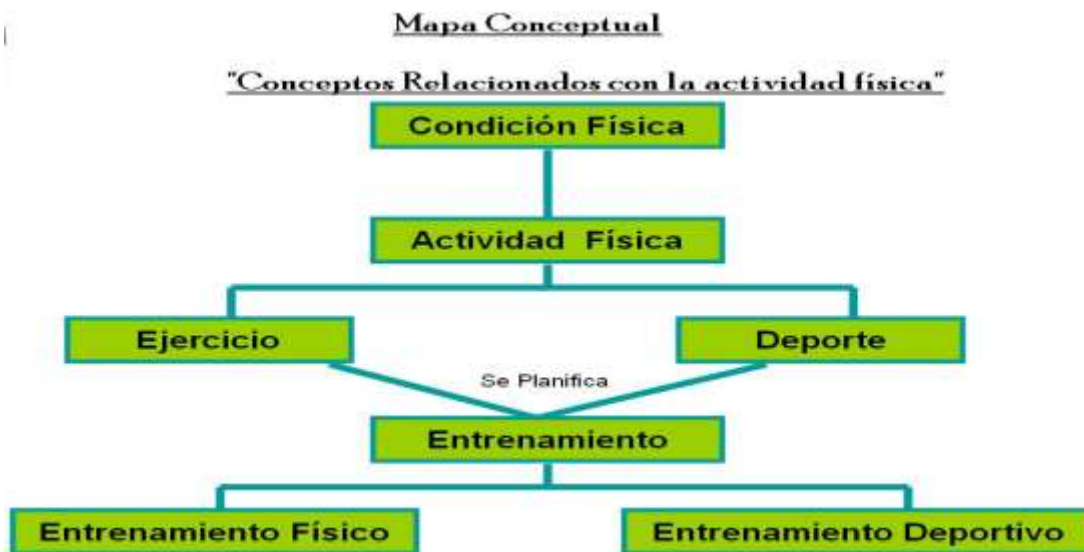 Mapa Conceptual
"Conceptos Relacionados con la actividad física"
Condición Física
Actividad Física
Ejercicio
Deporte
Se Planifica
Entrenamiento
Entrenamiento Físico
Entrenamiento Deportivo